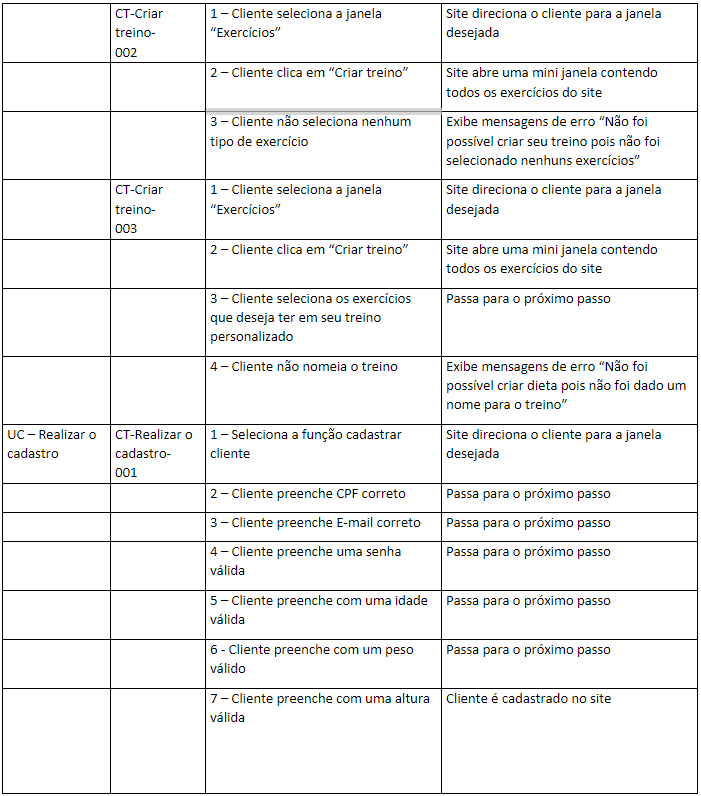 CT-Criar
treino-
002
1 – Cliente seleciona a janela
“Exercícios”
Site direciona o cliente para a janela
desejada
2 – Cliente clica em “Criar treino”
Site abre uma mini janela contendo
todos os exercícios do site
3 – Cliente não seleciona nenhum
tipo de exercício
Exibe mensagens de erro “Não foi
possível criar seu treino pois não foi
selecionado nenhuns exercícios”
CT-Criar
treino-
003
1 – Cliente seleciona a janela
“Exercícios”
Site direciona o cliente para a janela
desejada
2 – Cliente clica em “Criar treino”
Site abre uma mini janela contendo
todos os exercícios do site
3 – Cliente seleciona os exercícios
que deseja ter em seu treino
personalizado
Passa para o próximo passo
4 – Cliente não nomeia o treino
Exibe mensagens de erro “Não foi
possível criar dieta pois não foi dado um
nome para o treino”
UC – Realizar o
cadastro
CT-Realizar o
cadastro-
001
1 – Seleciona a função cadastrar
cliente
Site direciona o cliente para a janela
desejada
2 – Cliente preenche CPF correto
Passa para o próximo passo
3 – Cliente preenche E-mail correto
Passa para o próximo passo
4 – Cliente preenche uma senha
válida
Passa para o próximo passo
5 – Cliente preenche com uma idade
válida
Passa para o próximo passo
6 - Cliente preenche com um peso
válido
Passa para o próximo passo
7 – Cliente preenche com uma altura
válida
Cliente é cadastrado no site